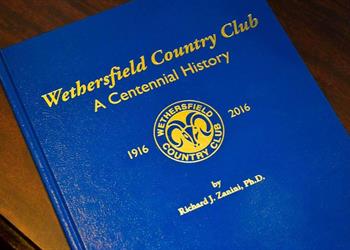 Wethersfield Country Club
A Centennial History
1916
WETHERSFIELD
COUNTRY CLUB
2016
by
Richard J. Zanini, Ph.D.